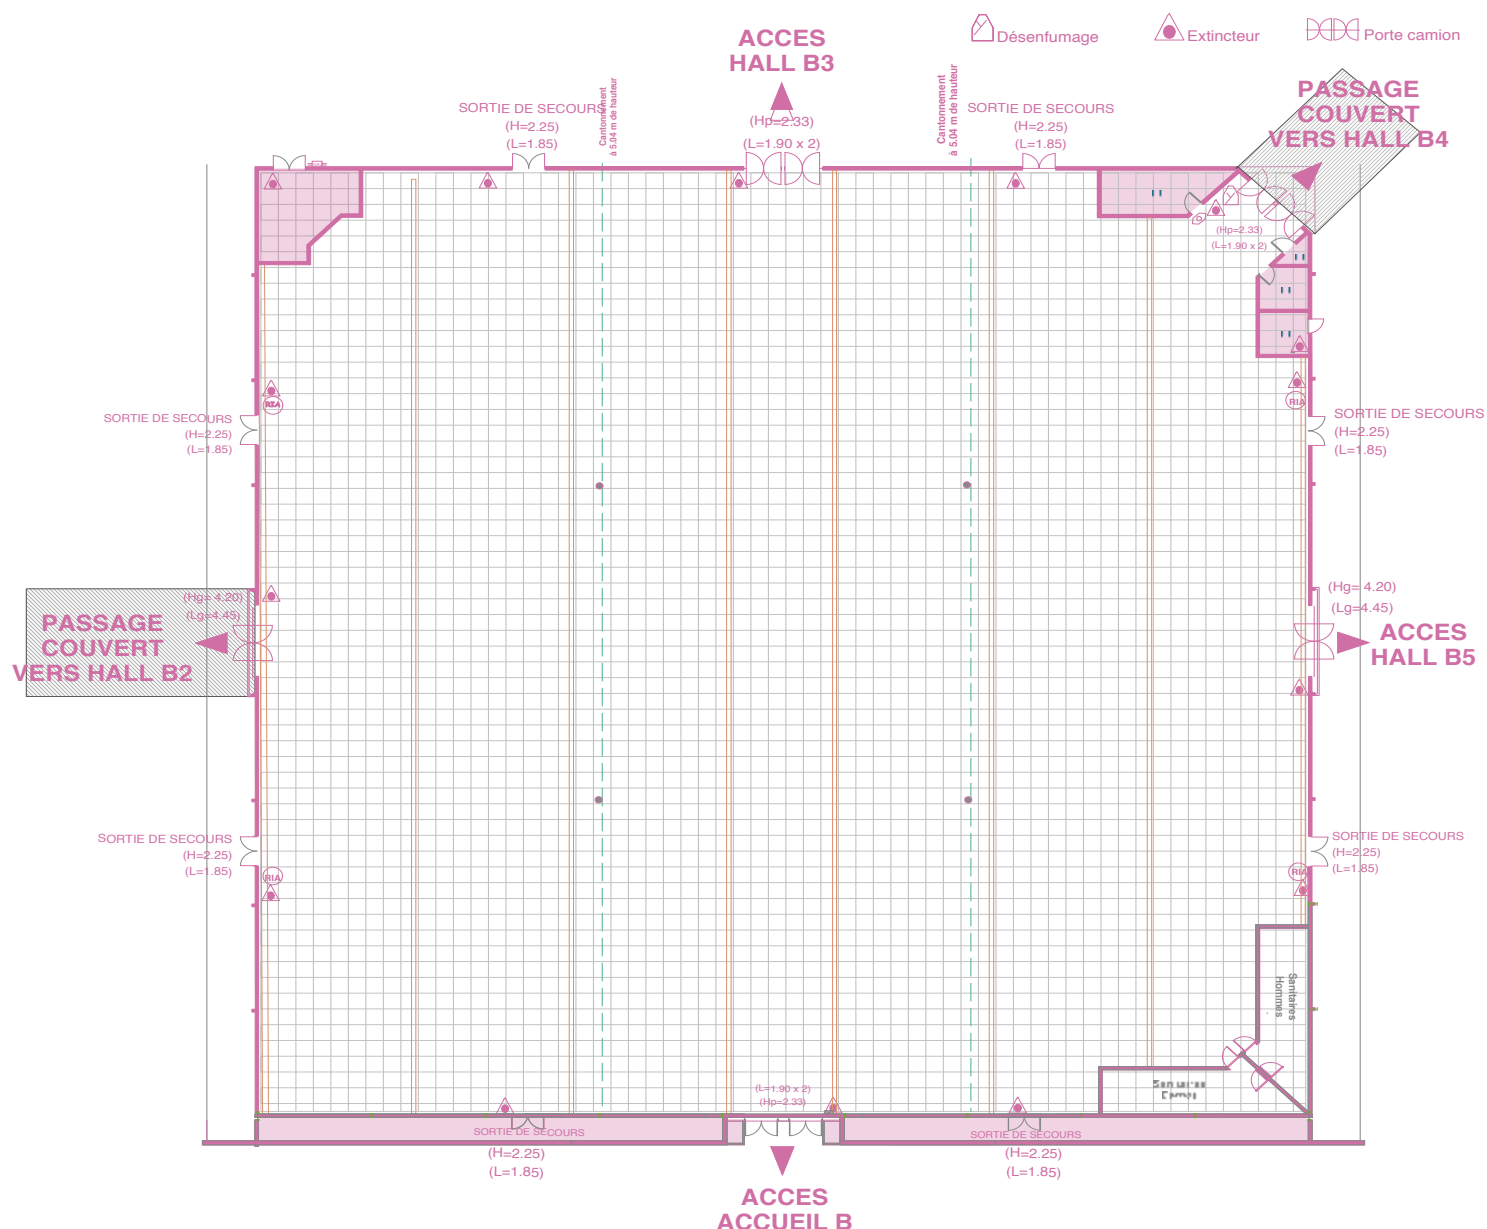 Désenfumage
Extincteur
Porte camion
ACCES
HALL B3
Cantonnement
à 5.04 m de hauteur
Cantonnement
à 5.04 m de hauteur
SORTIE DE SECOURS
(H=2.25)
(L=1.85)
(Hp=2.33)
(L=1.90 x 2)
SORTIE DE SECOURS
(H=2.25)
(L=1.85)
PASSAGE
COUVERT
VERS HALL B4
(Hp=2.33)
(L=1.90 x 2)
RIA
RIA
SORTIE DE SECOURS
(H=2.25)
(L=1.85)
SORTIE DE SECOURS
(H=2.25)
(L=1.85)
(Hg= 4.20)
(Lg=4.45)
PASSAGE
COUVERT
VERS HALL B2
(Hg= 4.20)
(Lg=4.45)
ACCES
HALL B5
SORTIE DE SECOURS
(H=2.25)
(L=1.85)
SORTIE DE SECOURS
(H=2.25)
(L=1.85)
RIA
RIA
Sanitaires
Hommes
(L=1.90 x 2)
(Hp=2.33)
SORTIE DE SECOURS
(H=2.25)
(L=1.85)
SORTIE DE SECOURS
(H=2.25)
(L=1.85)
ACCES
ACCUEIL B